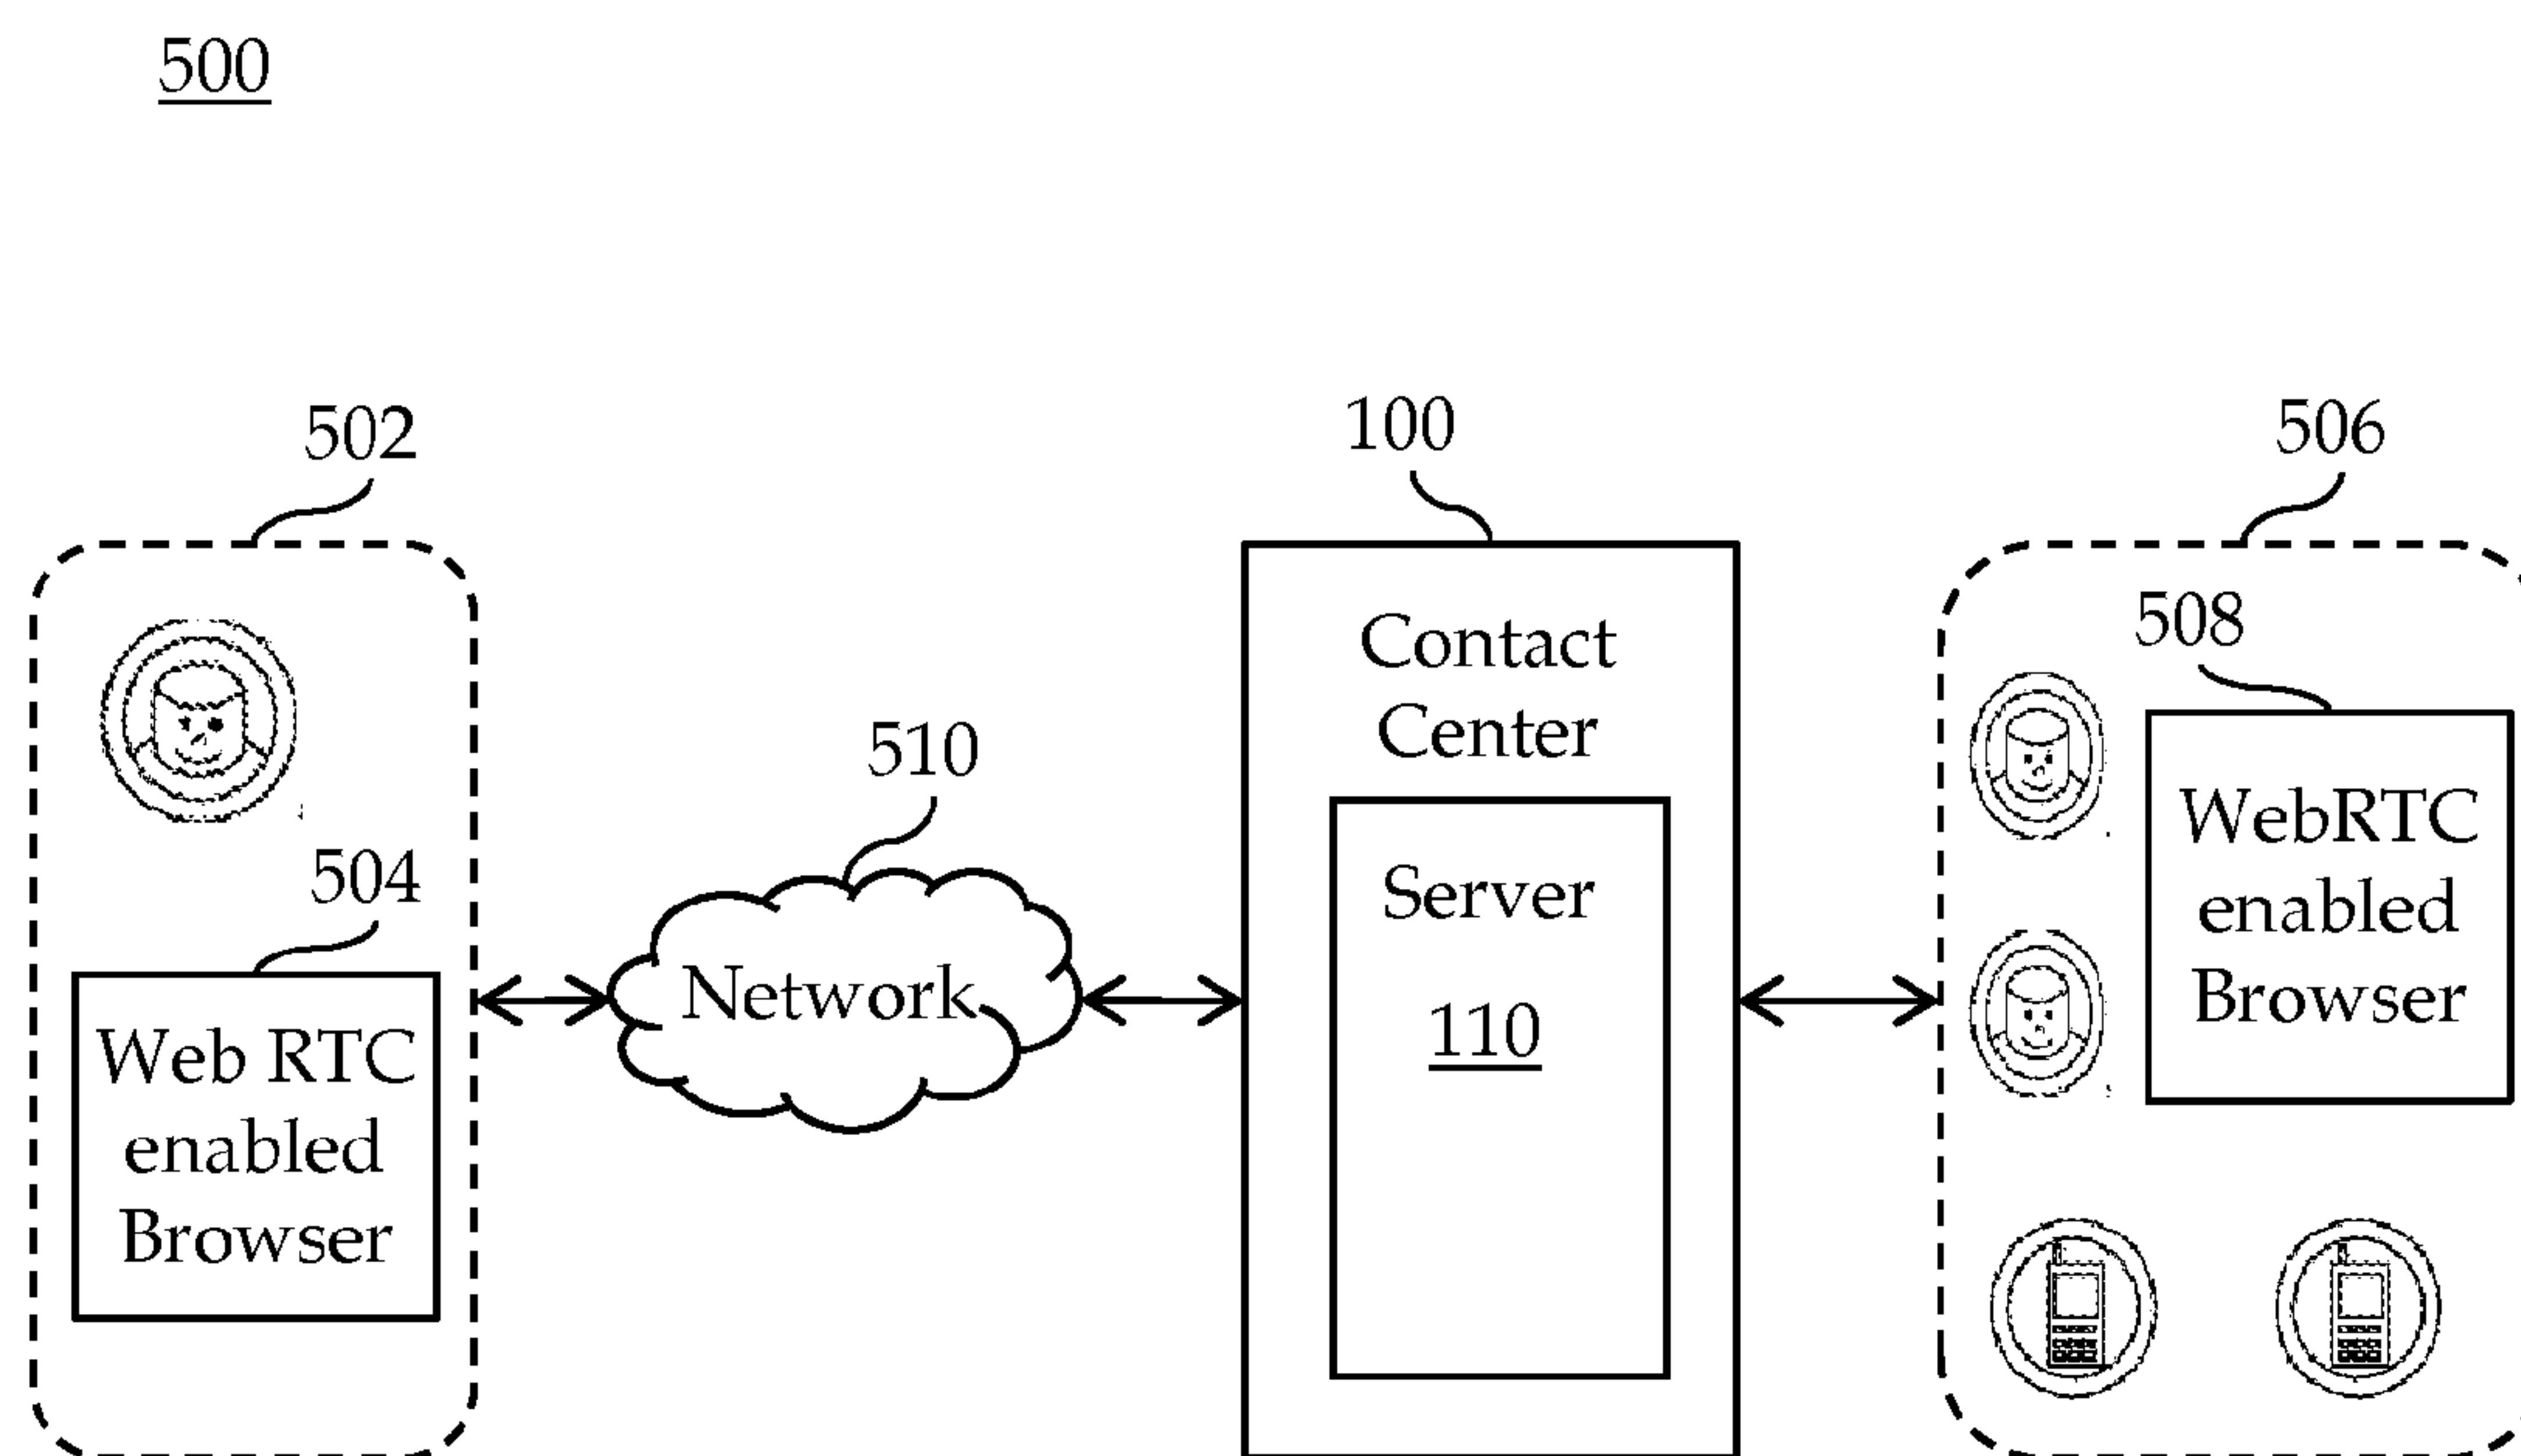 500
502
100
506
508
Contact
Center
510
504
Server
110
Network
Web RTC
enabled
Browser
WebRTC
enabled
Browser